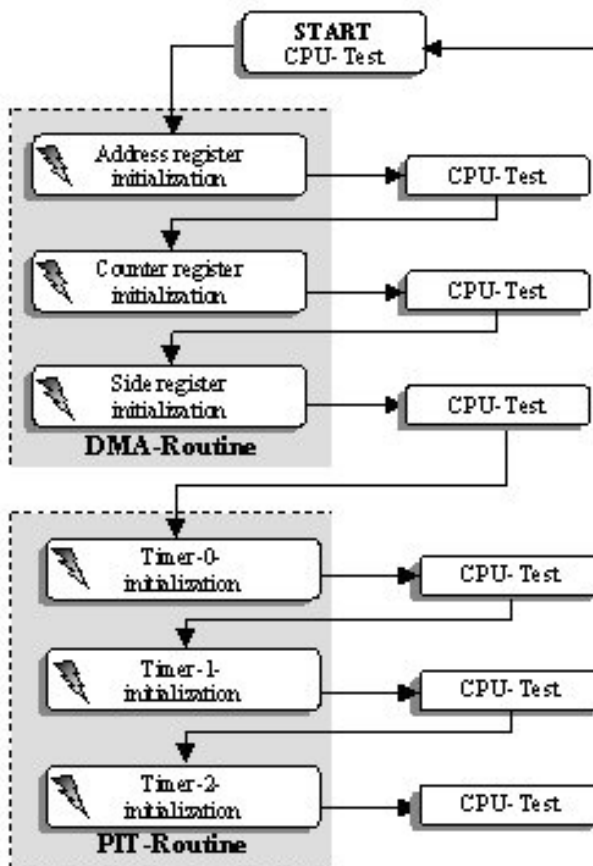 START
CPU-Test
Address register
initialization
CPU-Test
Counter register
initialization
CPU-Test
Side register
initialization
CPU-Test
DMA-Routine
Timer-0-
initialization
CPU-Test
Timer-1-
initialization
CPU-Test
Timer-2-
initialization
CPU-Test
PIT-Routine